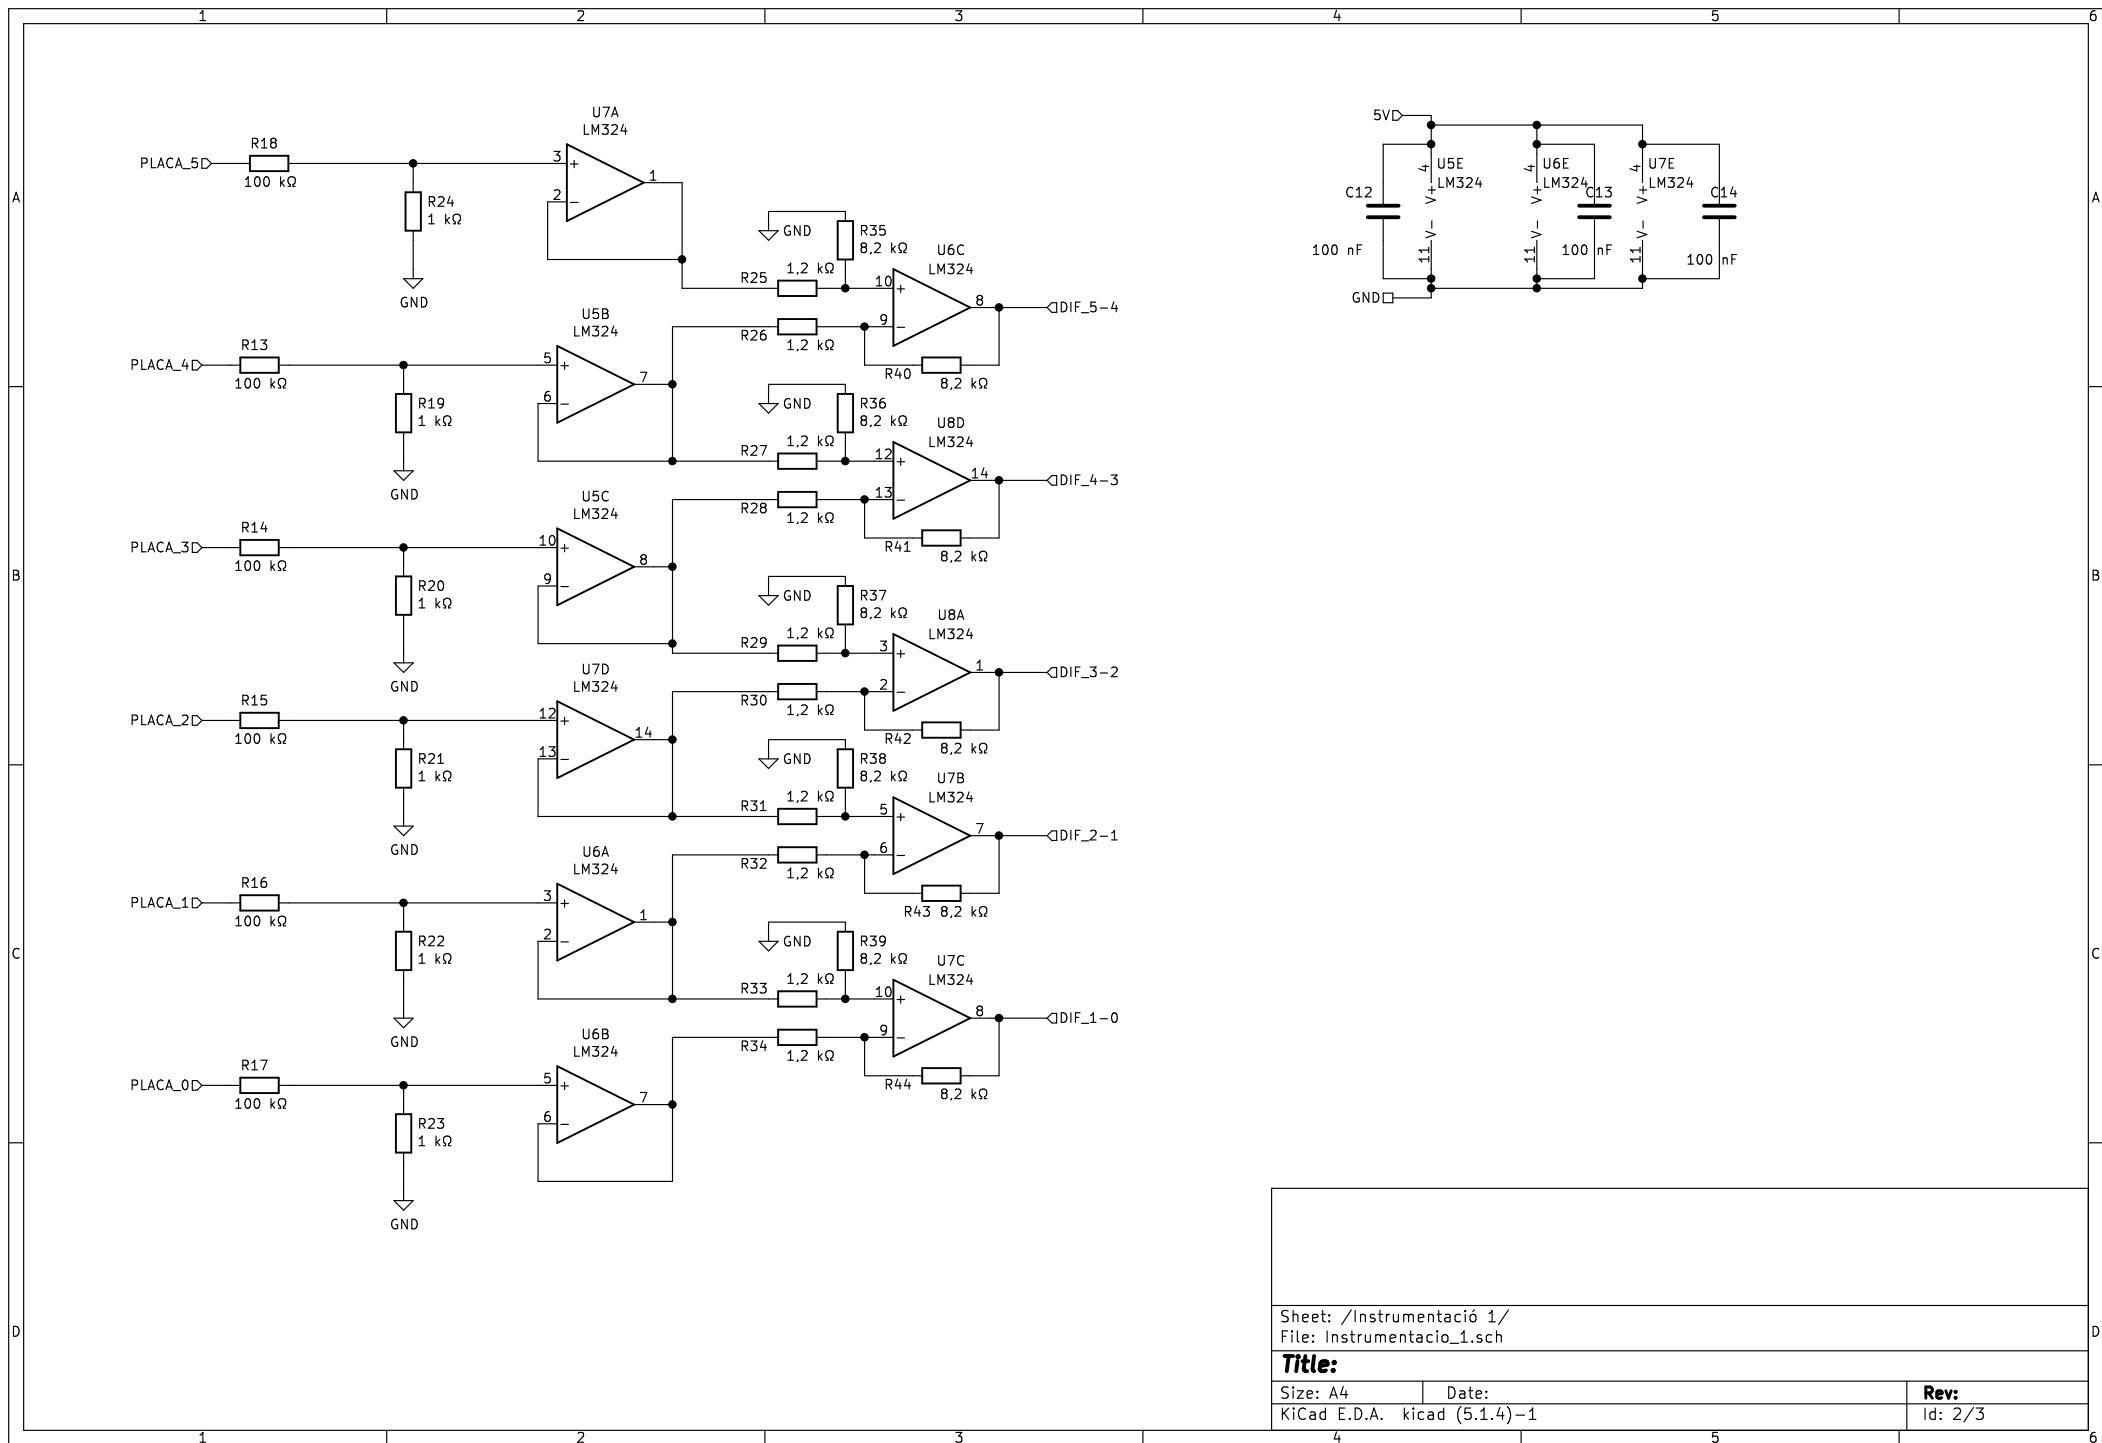 1 2 3 4 5 6
A
B
C
D
A
B
C
D
1 2 3 4 5 6
PLACA_5
R18
100 kΩ
R24
1 kΩ
GND
U7A
LM324
3
+
2
−
1
GND
R35
8,2 kΩ
R25
1,2 kΩ
R26
1,2 kΩ
U6C
LM324
10
+
9
−
8
DIF_5−4
R40
8,2 kΩ
PLACA_4
R13
100 kΩ
R19
1 kΩ
GND
U5B
LM324
5
+
6
−
7
GND
R36
8,2 kΩ
R27
1,2 kΩ
R28
1,2 kΩ
U8D
LM324
12
+
13
−
14
DIF_4−3
R41
8,2 kΩ
PLACA_3
R14
100 kΩ
R20
1 kΩ
GND
U5C
LM324
10
+
9
−
8
GND
R37
8,2 kΩ
R29
1,2 kΩ
R30
1,2 kΩ
U8A
LM324
3
+
2
−
1
DIF_3−2
R42
8,2 kΩ
PLACA_2
R15
100 kΩ
R21
1 kΩ
GND
U7D
LM324
12
+
13
−
14
GND
R38
8,2 kΩ
R31
1,2 kΩ
R32
1,2 kΩ
U7B
LM324
5
+
6
−
7
DIF_2−1
R43 8,2 kΩ
PLACA_1
R16
100 kΩ
R22
1 kΩ
GND
U6A
LM324
3
+
2
−
1
GND
R39
8,2 kΩ
R33
1,2 kΩ
R34
1,2 kΩ
U7C
LM324
10
+
9
−
8
DIF_1−0
R44
8,2 kΩ
PLACA_0
R17
100 kΩ
R23
1 kΩ
GND
U6B
LM324
5
+
6
−
7
5V
C12
100 nF
4
V+
V−
11
U5E
LM324
4
V+
V−
11
U6E
LM324
C13
100 nF
4
V+
V−
11
U7E
LM324
C14
100 nF
GND
Sheet: /Instrumentació 1/
File: Instrumentacio_1.sch
Title:
Size: A4 Date: Rev:
KiCad E.D.A. kicad (5.1.4)−1 Id: 2/3